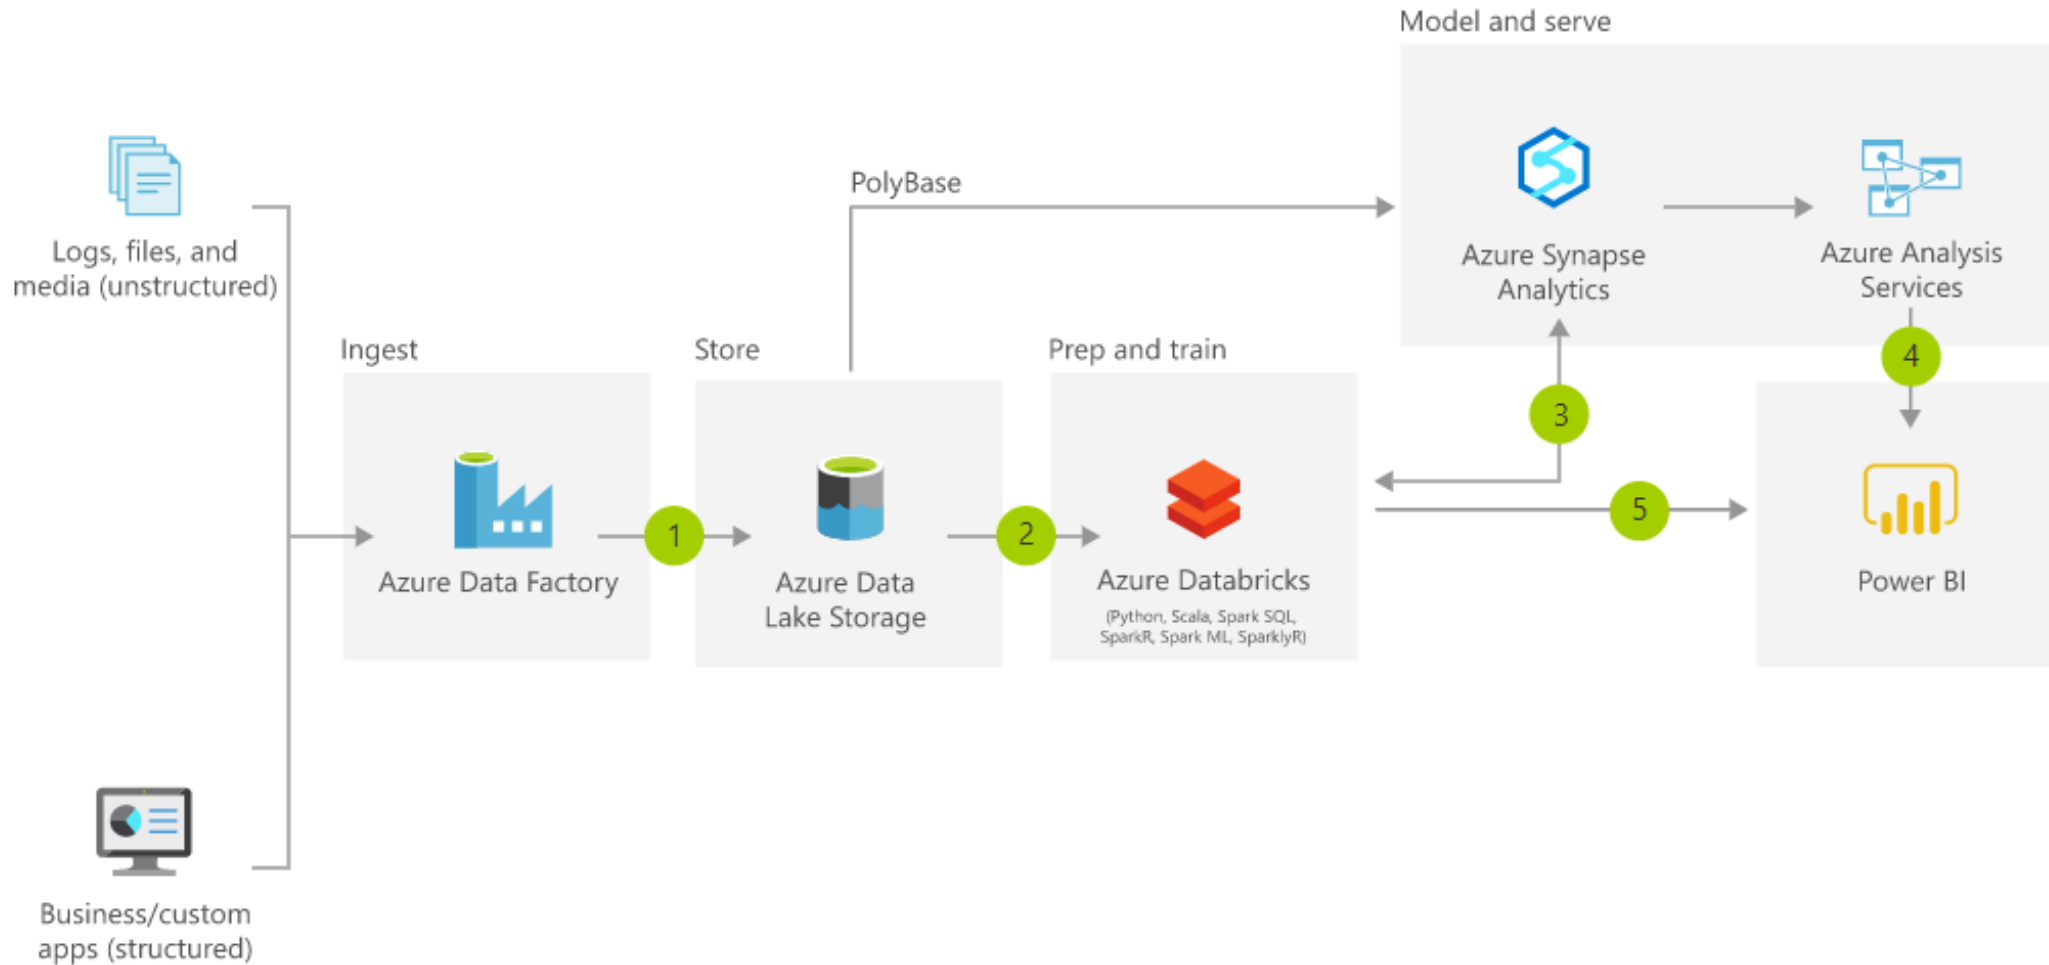 Model and serve
PolyBase
Logs, files, and
media (unstructured)
Azure Synapse
Analytics
Azure Analysis
Services
Ingest
Store
Prep and train
4
3
5
1
2
Azure Data Factory
Azure Data
Lake Storage
Azure Databricks
(Python, Scala, Spark SQL,
SparkR, Spark ML, SparklyR)
Power BI
Business/custom
apps (structured)